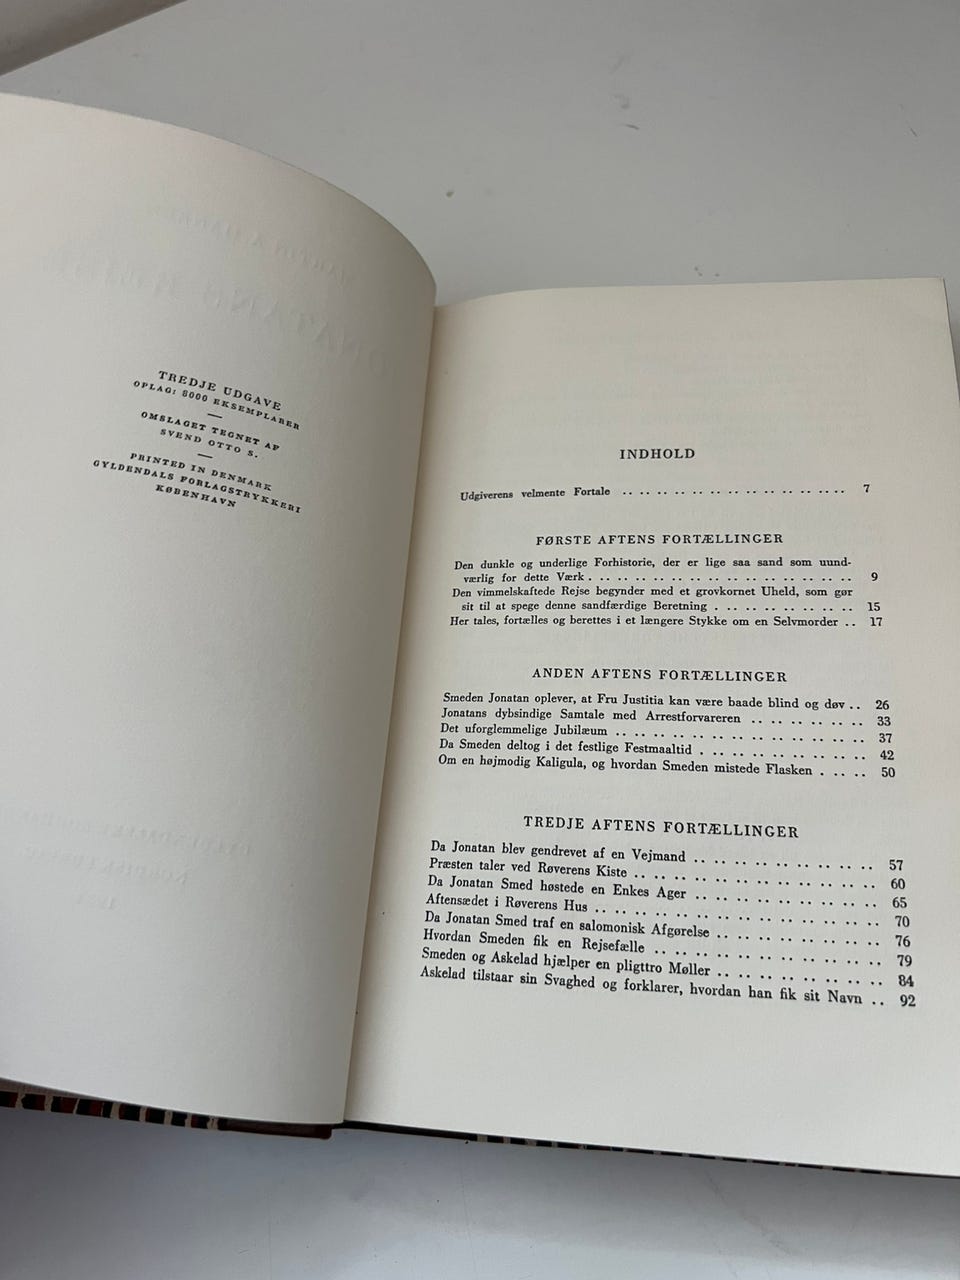 TREDJE UDGAVE
OPLAG: 8000 EKSEMPLARER
OMSLAGET TEGNET AF
SVEND OTTO S.
PRINTED IN DENMARK
GYLDENDALS FORLAGSTRYKKERI
KØBENHAVN
INDHOLD
Udgiverens velmente Fortale .. .. .. .. .. .. .. .. .. .. .. .. .. 7
FØRSTE AFTENS FORTÆLLINGER
Den dunkle og underlige Forhistorie, der er lige saa sand som uund-
værlig for dette Værk. .. .. .. .. .. .. .. .. .. .. .. .. .. .. .. 9
Den vimmelskaftede Rejse begynder med et grovkornet Uheld, som gør
sit til at spege denne sandfærdige Beretning . .. .. .. .. .. .. .. 15
Her tales, fortælles og berettes i et længere Stykke om en Selvmorder .. 17
ANDEN AFTENS FORTÆLLINGER
Smeden Jonatan oplever, at Fru Justitia kan være baade blind og døv .. 26
Jonatans dybsindige Samtale med Arrestforvareren .. .. .. .. .. .. 33
Det uforglemmelige Jubilæum .. .. .. .. .. .. .. .. .. .. .. .. .. 37
Da Smeden deltog i det festlige Festmaaltid . .. .. .. .. .. .. .. .. 42
Om en højmodig Kaligula, og hvordan Smeden mistede Flasken . .. .. 50
TREDJE AFTENS FORTÆLLINGER
Da Jonatan blev gendrevet af en Vejmand .. .. .. .. .. .. .. .. .. 57
Præsten taler ved Røverens Kiste .. .. .. .. .. .. .. .. .. .. .. .. 60
Da Jonatan Smed høstede en Enkes Ager .. .. .. .. .. .. .. .. .. 65
Aftensædet i Røverens Hus .. .. .. .. .. .. .. .. .. .. .. .. .. .. 70
Da Jonatan Smed traf en salomonisk Afgørelse .. .. .. .. .. .. .. .. 76
Hvordan Smeden fik en Rejsefælle .. .. .. .. .. .. .. .. .. .. .. 79
Smeden og Askelad hjælper en pligttro Møller .. .. .. .. .. .. .. .. 84
Askelad tilstaar sin Svaghed og forklarer, hvordan han fik sit Navn .. 92